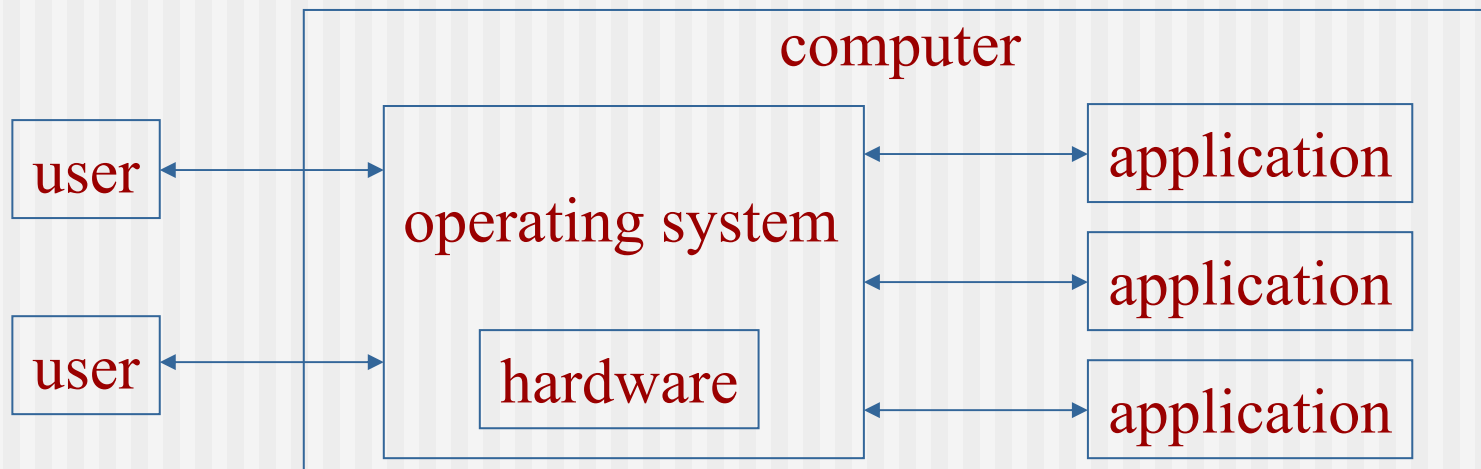 computer
user
operating system
application
application
user
hardware
application